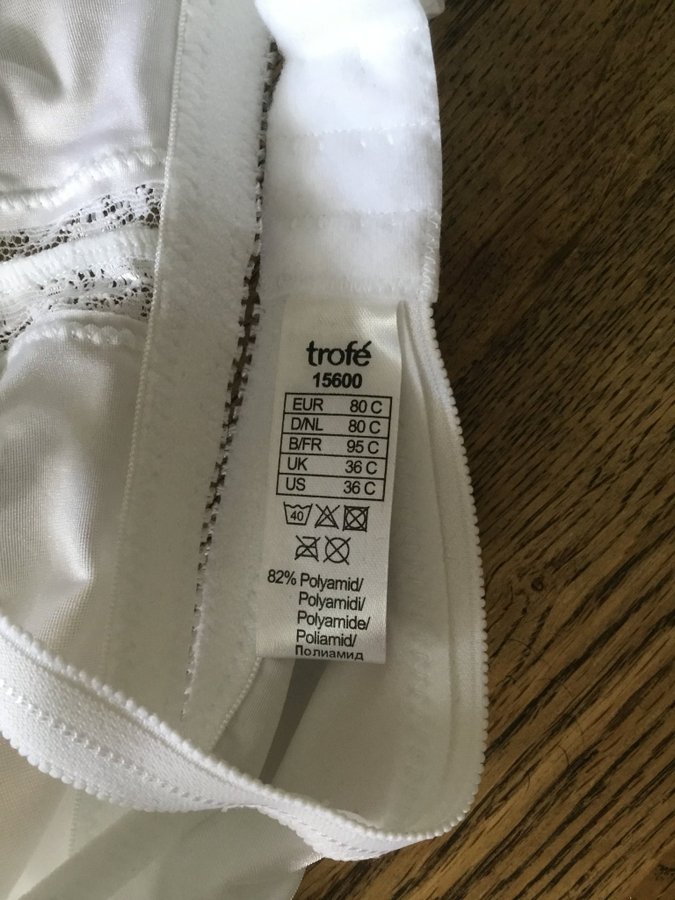 trofé
15600
EUR 80 C
D/NL 80 C
B/FR 95 C
UK 36 C
US 36 C
40
82% Polyamid/
Polyamidi/
Polyamide/
Poliamid/
Полиамид